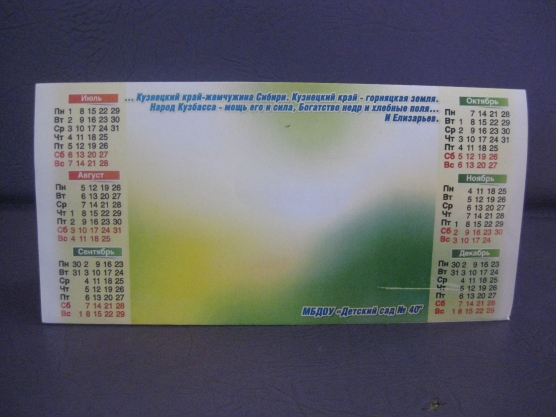 ... Кузнецкий край-жемчужина Сибири. Кузнецкий край - горняцкая земля.
Народ Кузбасса - мощь его и сила, Богатство недр и хлебные поля...
И Елизарьев.
Июль
Пн 1 8 15 22 29
Вт 2 9 16 23 30
Ср 3 10 17 24 31
Чт 4 11 18 25
Пт 5 12 19 26
Сб 6 13 20 27
Вс 7 14 21 28
Август
Пн 5 12 19 26
Вт 6 13 20 27
Ср 7 14 21 28
Чт 1 8 15 22 29
Пт 2 9 16 23 30
Сб 3 10 17 24 31
Вс 4 11 18 25
Сентябрь
Пн 30 2 9 16 23
Вт 31 3 10 17 24
Ср 4 11 18 25
Чт 5 12 19 26
Пт 6 13 20 27
Сб 7 14 21 28
Вс 1 8 15 22 29
Октябрь
Пн 7 14 21 28
Вт 1 8 15 22 29
Ср 2 9 16 23 30
Чт 3 10 17 24 31
Пт 4 11 18 25
Сб 5 12 19 26
Вс 6 13 20 27
Ноябрь
Пн 4 11 18 25
Вт 5 12 19 26
Ср 6 13 20 27
Чт 7 14 21 28
Пт 1 8 15 22 29
Сб 2 9 16 23 30
Вс 3 10 17 24
Декабрь
Пн 30 2 9 16 23
Вт 31 3 10 17 24
Ср 4 11 18 25
Чт 5 12 19 26
Пт 6 13 20 27
Сб 7 14 21 28
Вс 1 8 15 22 29
МБДОУ «Детский сад № 40"